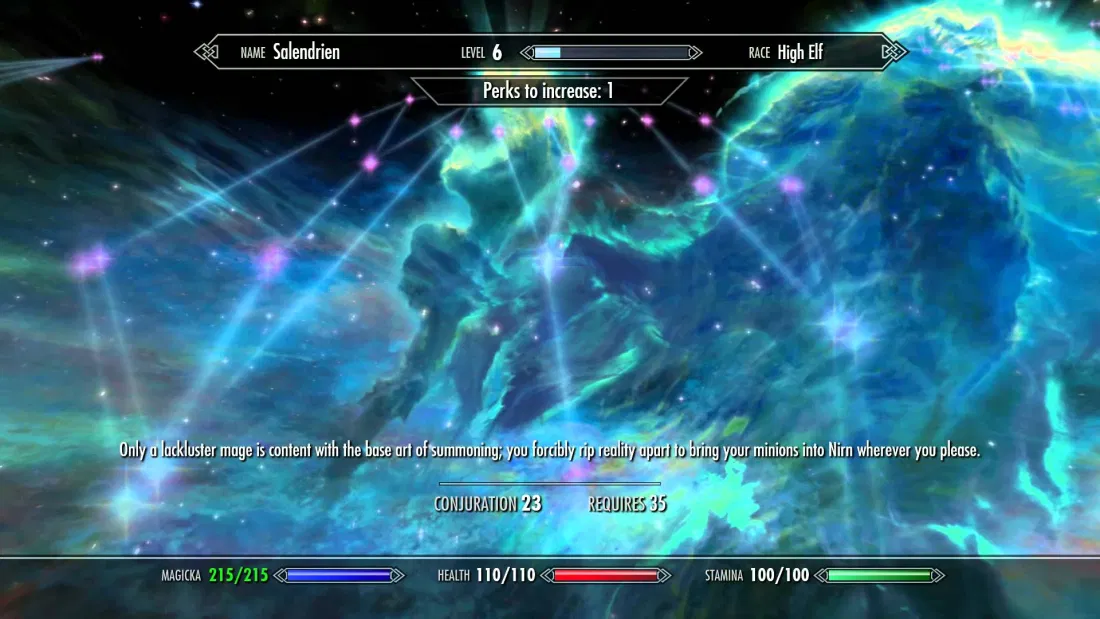 NAME Salendrien LEVEL 6 RACE High Elf
Perks to increase: 1
Only a lackluster mage is content with the base art of summoning; you forcibly rip reality apart to bring your minions into Nirn wherever you please.
CONJURATION 23 REQUIRES 35
MAGICKA 215/215 HEALTH 110/110 STAMINA 100/100